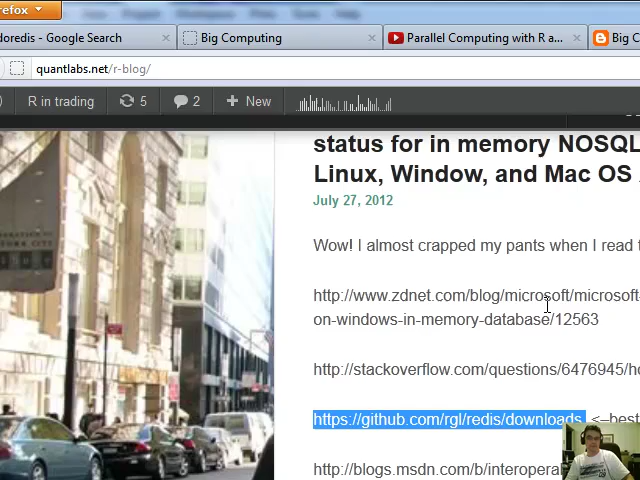 refox
doredis - Google Search
Big Computing
Parallel Computing with R a...
Big C
quantlabs.net/r-blog/
R in trading
5
2
+ New
status for in memory NOSQL
Linux, Window, and Mac OS
July 27, 2012
Wow! I almost crapped my pants when I read t
http://www.zdnet.com/blog/microsoft/microsoft-
on-windows-in-memory-database/12563
http://stackoverflow.com/questions/6476945/ho
https://github.com/rgl/redis/downloads <–best
http://blogs.msdn.com/b/interopera